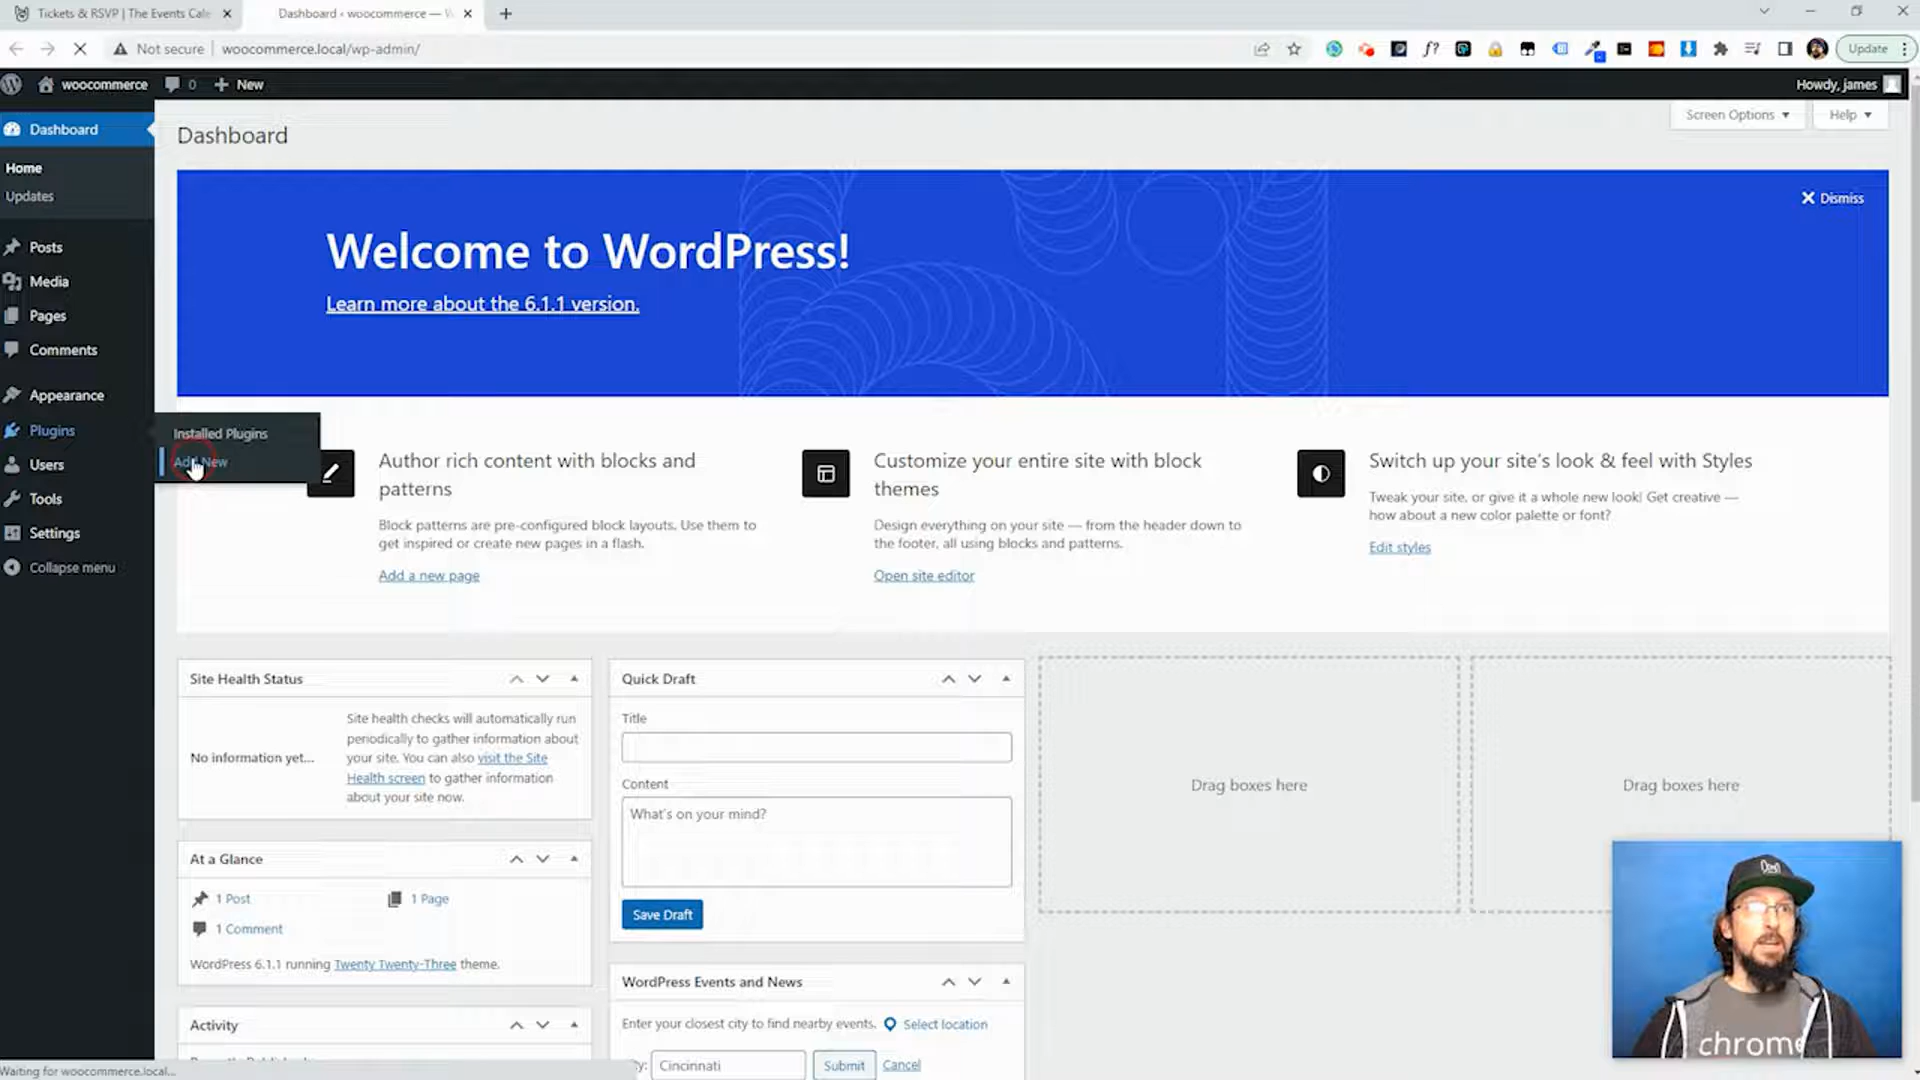 Tickets & RSVP | The Events Cale
Dashboard ‹ woocommerce — W
Not secure
woocommerce.local/wp-admin/
f?
Update
woocommerce
0
New
Howdy, james
Dashboard
Home
Updates
Posts
Media
Pages
Comments
Appearance
Plugins
Users
Tools
Settings
Collapse menu
Installed Plugins
Add New
Dashboard
Screen Options
Help
Dismiss
Welcome to WordPress!
Learn more about the 6.1.1 version.
Author rich content with blocks and
patterns
Block patterns are pre-configured block layouts. Use them to
get inspired or create new pages in a flash.
Add a new page
Customize your entire site with block
themes
Design everything on your site — from the header down to
the footer, all using blocks and patterns.
Open site editor
Switch up your site's look & feel with Styles
Tweak your site, or give it a whole new look! Get creative —
how about a new color palette or font?
Edit styles
Site Health Status
No information yet...
Site health checks will automatically run
periodically to gather information about
your site. You can also visit the Site
Health screen to gather information
about your site now.
At a Glance
1 Post
1 Page
1 Comment
WordPress 6.1.1 running Twenty Twenty-Three theme.
Activity
Quick Draft
Title
Content
What's on your mind?
Save Draft
WordPress Events and News
Enter your closest city to find nearby events.
Select location
ty:
Cincinnati
Submit
Cancel
Drag boxes here
Drag boxes here
chrome
Waiting for woocommerce.local...